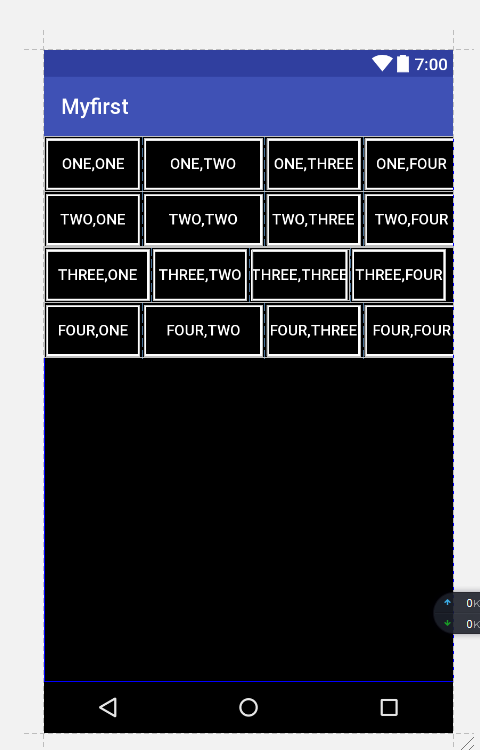 7:00
Myfirst
ONE,ONE ONE,TWO ONE,THREE ONE,FOUR
TWO,ONE TWO,TWO TWO,THREE TWO,FOUR
THREE,ONE THREE,TWO THREE,THREE THREE,FOUR
FOUR,ONE FOUR,TWO FOUR,THREE FOUR,FOUR
0K
0K